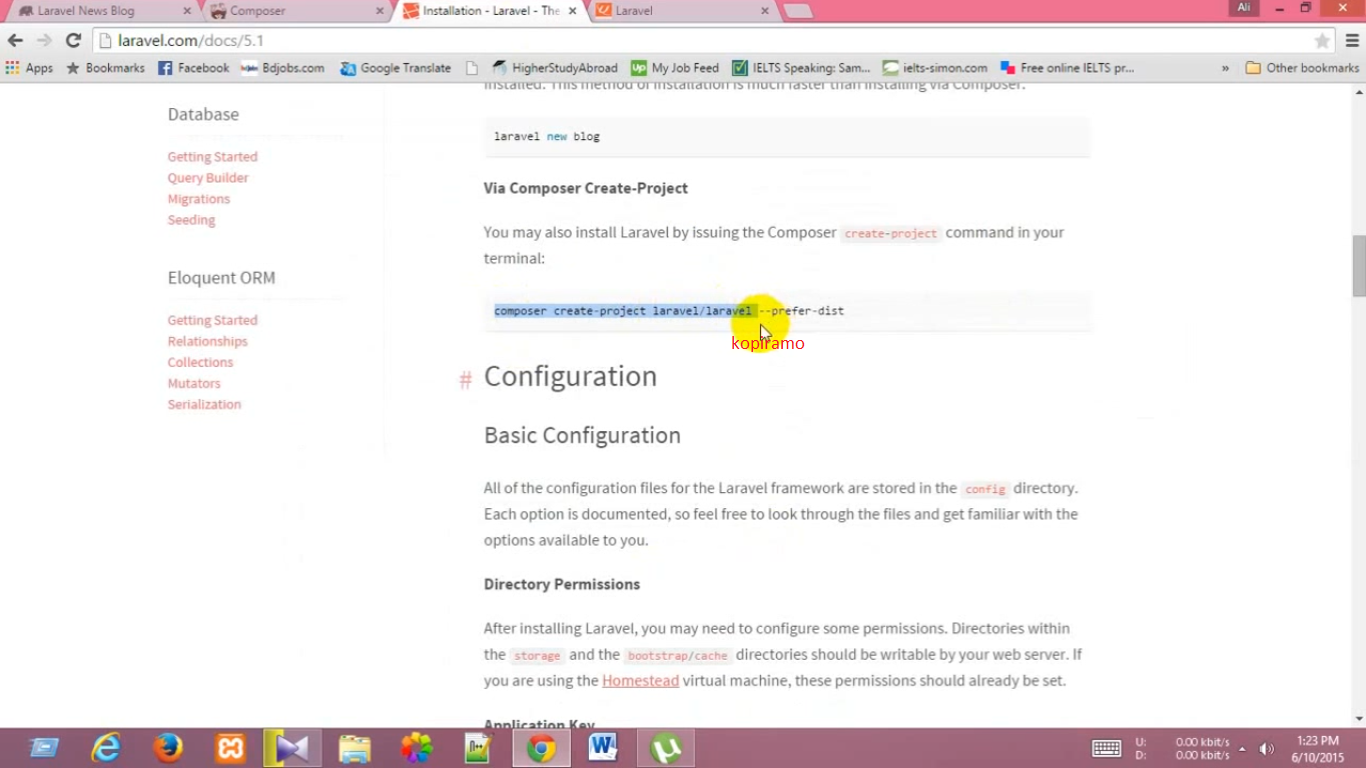 Laravel News Blog
Composer
Installation - Laravel - The
Laravel
Ali
laravel.com/docs/5.1
Apps
Bookmarks
Facebook
Bdjobs.com
Google Translate
HigherStudyAbroad
My Job Feed
IELTS Speaking: Sam...
ielts-simon.com
Free online IELTS pr...
»
Other bookmarks
Database
Getting Started
Query Builder
Migrations
Seeding
Eloquent ORM
Getting Started
Relationships
Collections
Mutators
Serialization
installed. This method of installation is much faster than installing via Composer.
laravel new blog
Via Composer Create-Project
You may also install Laravel by issuing the Composer create-project command in your
terminal:
composer create-project laravel/laravel --prefer-dist
kopiramo
# Configuration
Basic Configuration
All of the configuration files for the Laravel framework are stored in the config directory.
Each option is documented, so feel free to look through the files and get familiar with the
options available to you.
Directory Permissions
After installing Laravel, you may need to configure some permissions. Directories within
the storage and the bootstrap/cache directories should be writable by your web server. If
you are using the Homestead virtual machine, these permissions should already be set.
Application Key
U: 0.00 kbit/s
D: 0.00 kbit/s
1:23 PM
6/10/2015